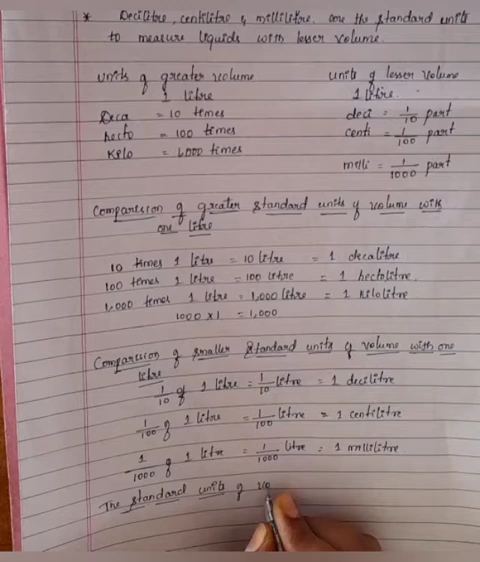 * Decilitre, centilitre & millilitre. are the standard units
to measure liquids with lesser volume.
units of greater volume units of lesser volume
1 litre 1 litre.
Deca = 10 times deci = 1/10 part
hecto = 100 times centi = 1/100 part
Kilo = 1,000 times
milli = 1/1000 part
Comparision of greater standard units of volume with
one litre
10 times 1 litre = 10 litre = 1 decalitre
100 times 1 litre = 100 litre = 1 hectolitre.
1,000 times 1 litre = 1,000 litre = 1 kilolitre
1000 x 1 = 1,000
Comparision of smaller standard units of volume with one
litre
1/10 of 1 litre = 1/10 litre = 1 decilitre
1/100 of 1 litre = 1/100 litre = 1 centilitre
1/1000 of 1 litre = 1/1000 litre = 1 millilitre
The standard units of vo